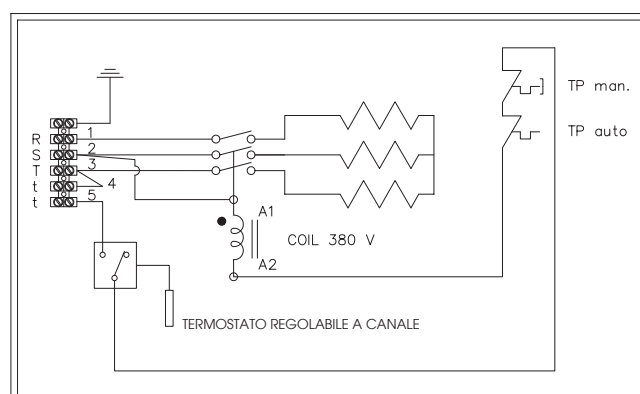 TP man.
R 1
TP auto
S 2
T 3
t 4
t 5
A1
COIL 380 V
A2
TERMOSTATO REGOLABILE A CANALE